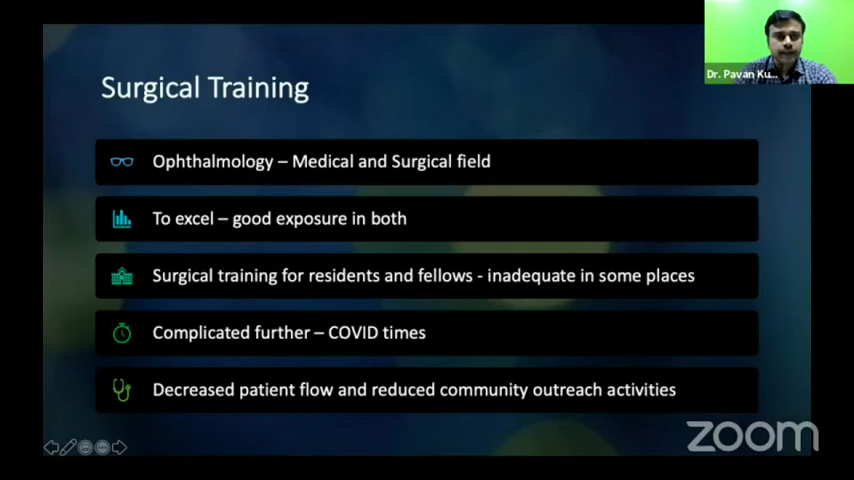 Dr. Pavan Ku...
Surgical Training
Ophthalmology – Medical and Surgical field
To excel – good exposure in both
Surgical training for residents and fellows - inadequate in some places
Complicated further – COVID times
Decreased patient flow and reduced community outreach activities
zoom